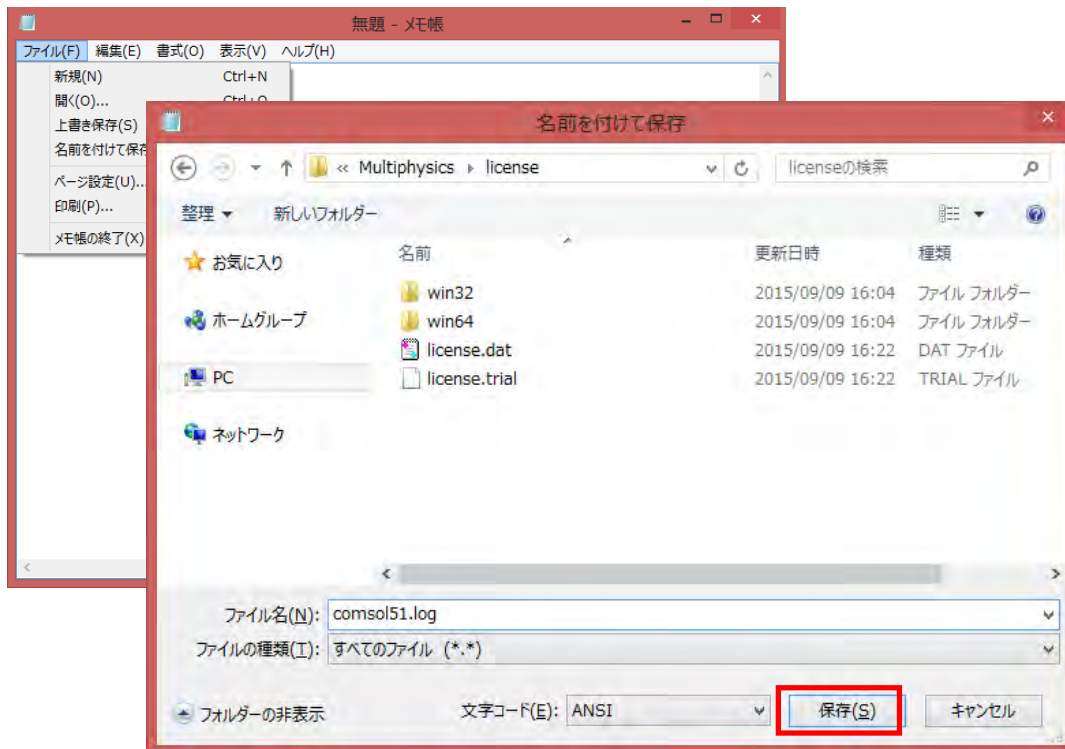 無題 - メモ帳
ファイル(F) 編集(E) 書式(O) 表示(V) ヘルプ(H)
新規(N) Ctrl+N
開く(O)... Ctrl+O
上書き保存(S)
名前を付けて保存
ページ設定(U)...
印刷(P)...
メモ帳の終了(X)
名前を付けて保存
« Multiphysics license
licenseの検索
整理 新しいフォルダー
名前 更新日時 種類
お気に入り
ホームグループ
PC
ネットワーク
win32 2015/09/09 16:04 ファイル フォルダー
win64 2015/09/09 16:04 ファイル フォルダー
license.dat 2015/09/09 16:22 DAT ファイル
license.trial 2015/09/09 16:22 TRIAL ファイル
ファイル名(N): comsol51.log
ファイルの種類(T): すべてのファイル (*.*)
フォルダーの非表示 文字コード(E): ANSI 保存(S) キャンセル